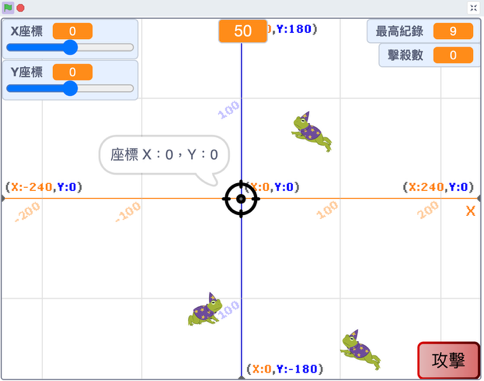 X座標 0
50
,Y:180)
最高紀錄 9
擊殺數 0
Y座標 0
100
座標 X：0，Y：0
(X:-240,Y:0)
(X:0,Y:0)
(X:240,Y:0)
-200
-100
100
200
X
100
(X:0,Y:-180)
攻擊